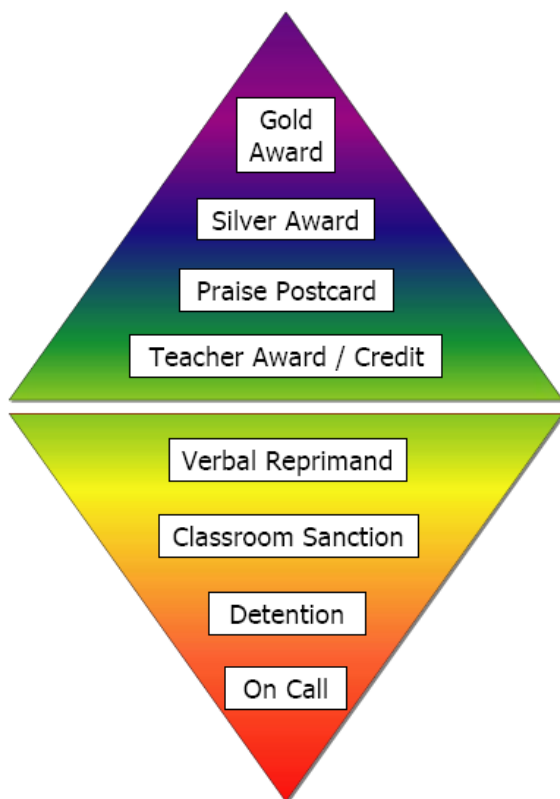 Gold
Award
Silver Award
Praise Postcard
Teacher Award / Credit
Verbal Reprimand
Classroom Sanction
Detention
On Call